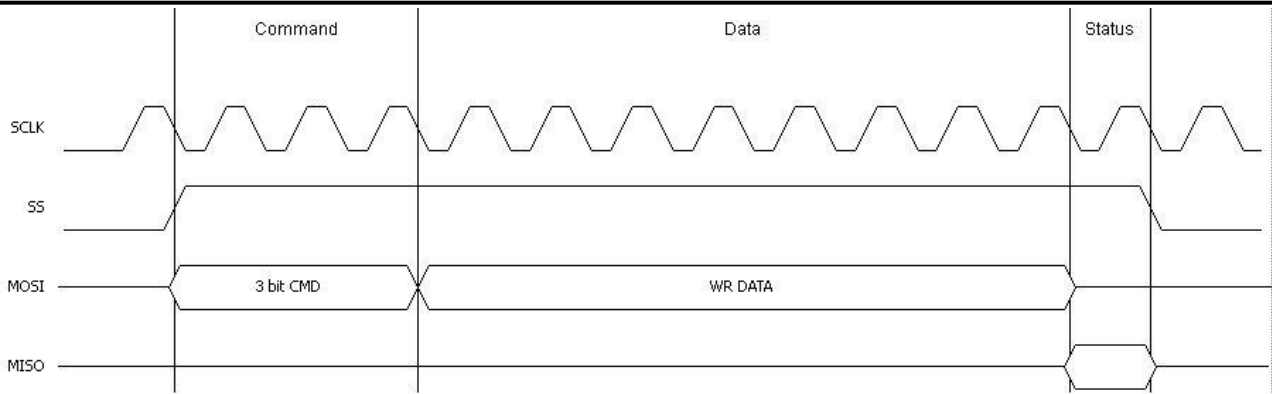 Command Data Status
SCLK
SS
MOSI 3 bit CMD WR DATA
MISO